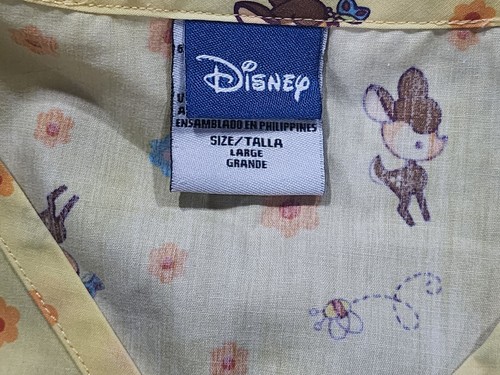 DISNEY
ENSAMBLADO EN PHILIPPINES
SIZE/TALLA
LARGE
GRANDE